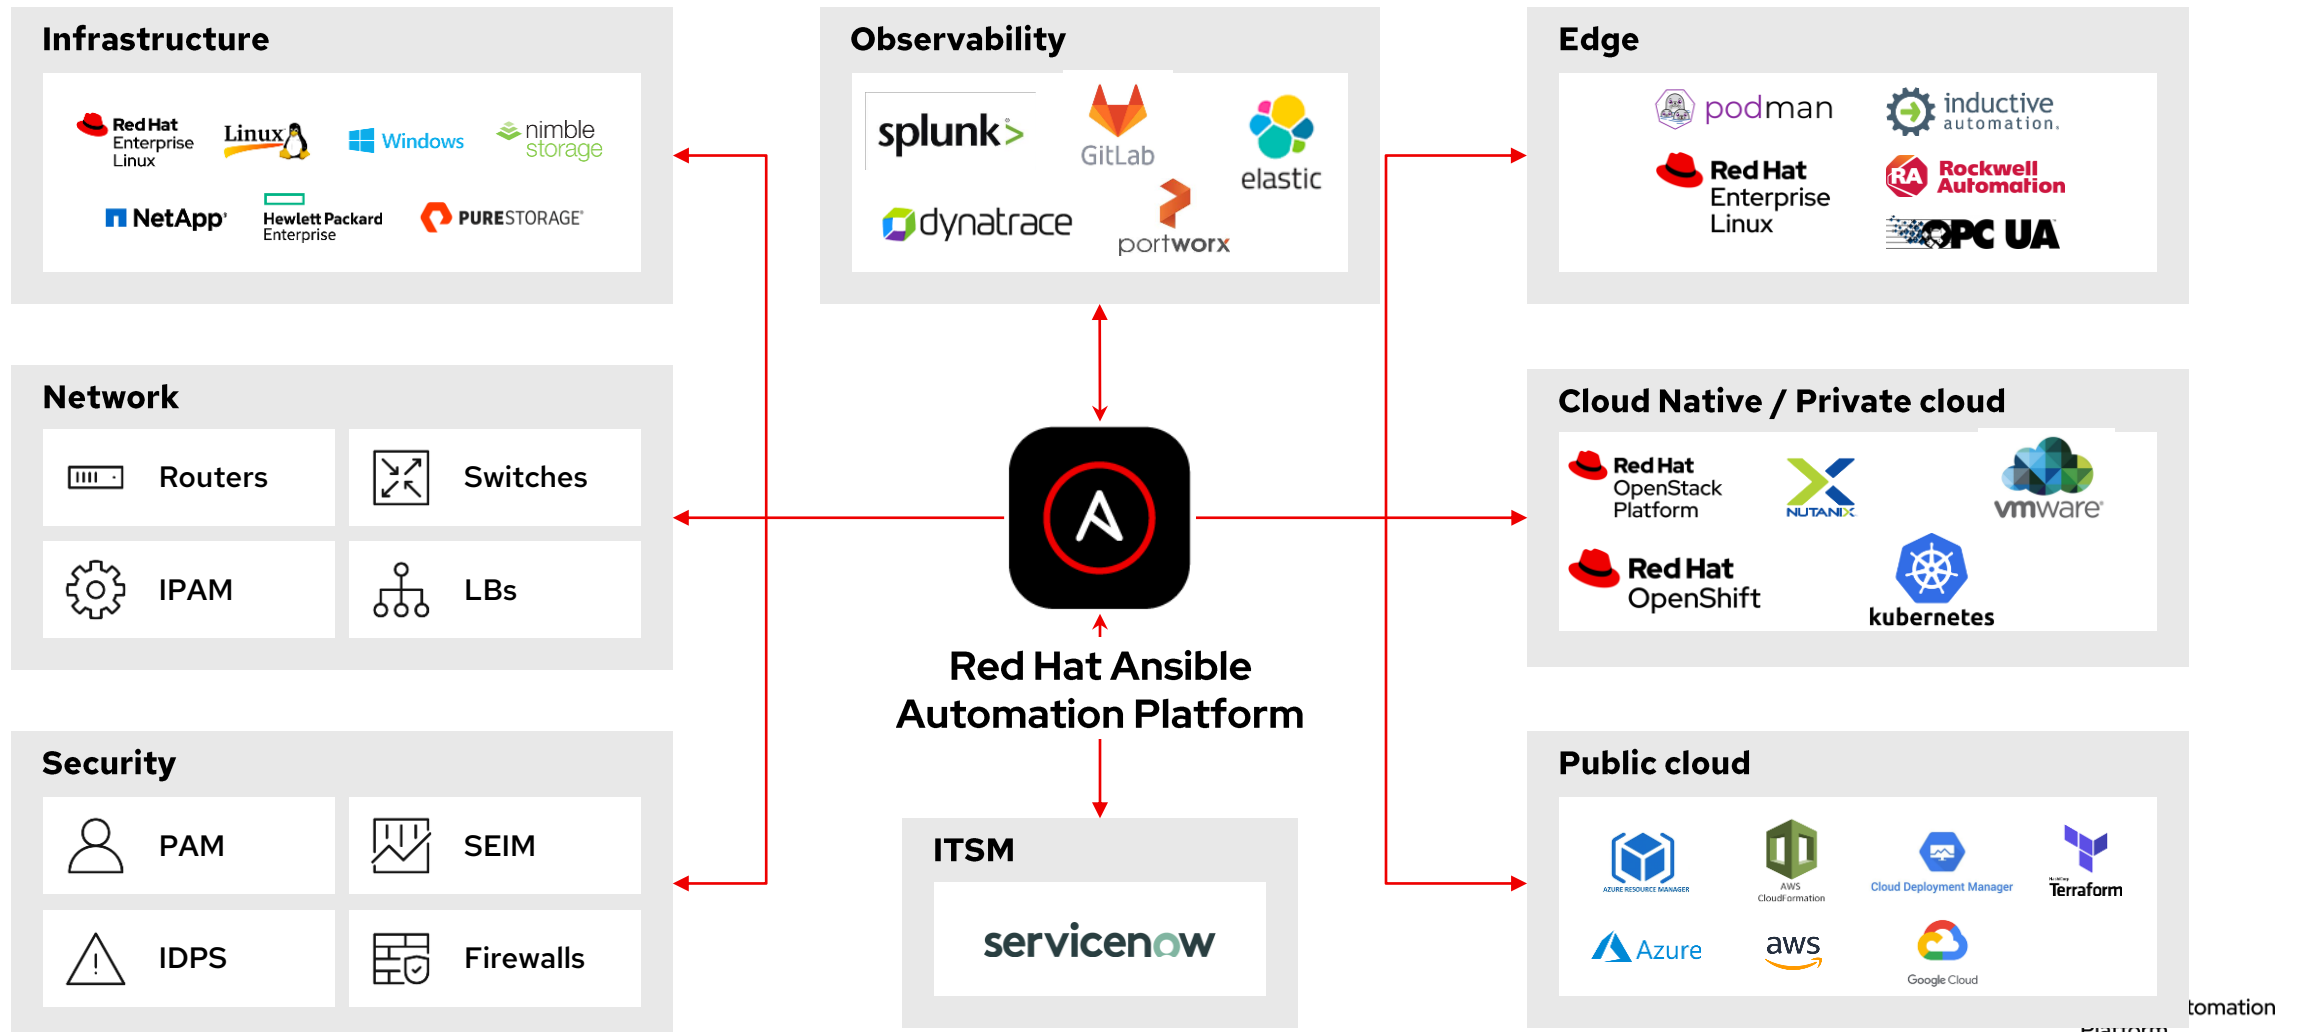 Infrastructure
Red Hat
Enterprise
Linux
Linux
Windows
nimble
storage
NetApp
Hewlett Packard
Enterprise
PURESTORAGE
Observability
splunk>
GitLab
elastic
dynatrace
portworx
Edge
podman
inductive
automation.
Red Hat
Enterprise
Linux
RA
Rockwell
Automation
OPC UA
Network
Routers
Switches
IPAM
LBs
Red Hat Ansible
Automation Platform
Cloud Native / Private cloud
Red Hat
OpenStack
Platform
NUTANIX
vmware®
Red Hat
OpenShift
kubernetes
Security
PAM
SEIM
IDPS
Firewalls
ITSM
servicenow
Public cloud
AZURE RESOURCE MANAGER
AWS
CloudFormation
Cloud Deployment Manager
HashiCorp
Terraform
Azure
aws
Google Cloud
tomation
Platform